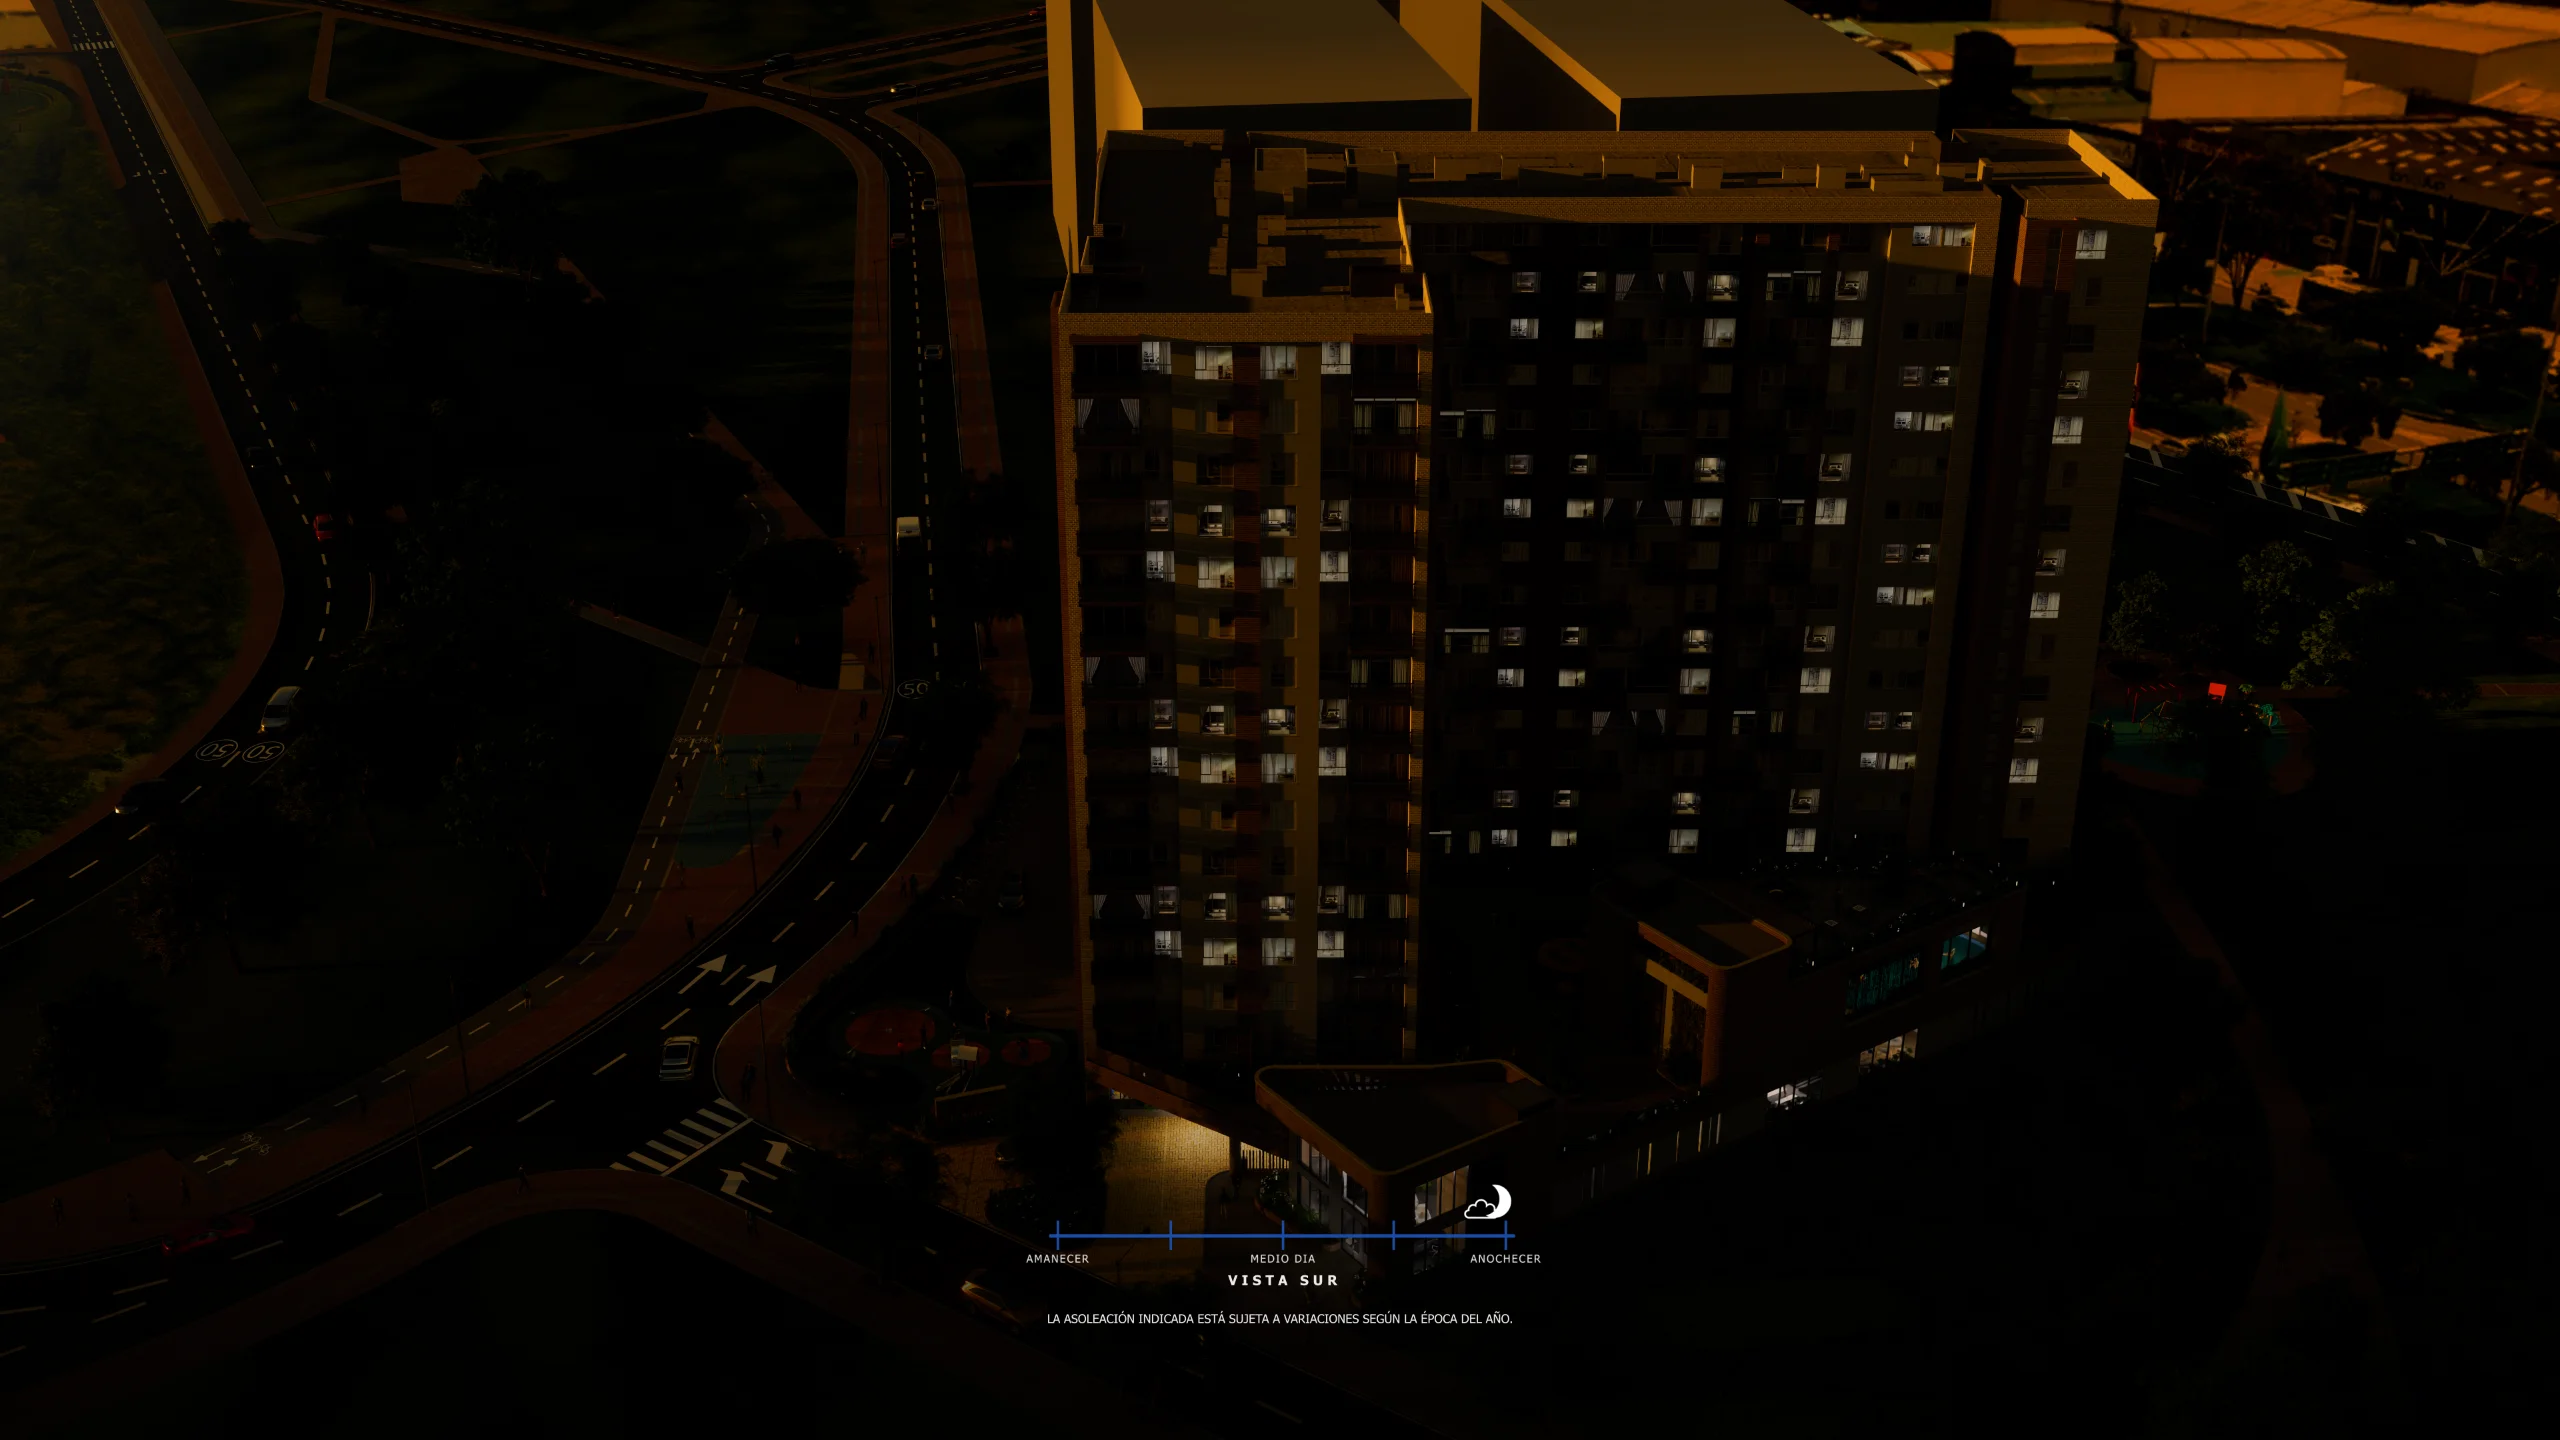 50
50/50
AMANECER
MEDIO DIA
ANOCHECER
VISTA SUR
LA ASOLEACIÓN INDICADA ESTÁ SUJETA A VARIACIONES SEGÚN LA ÉPOCA DEL AÑO.